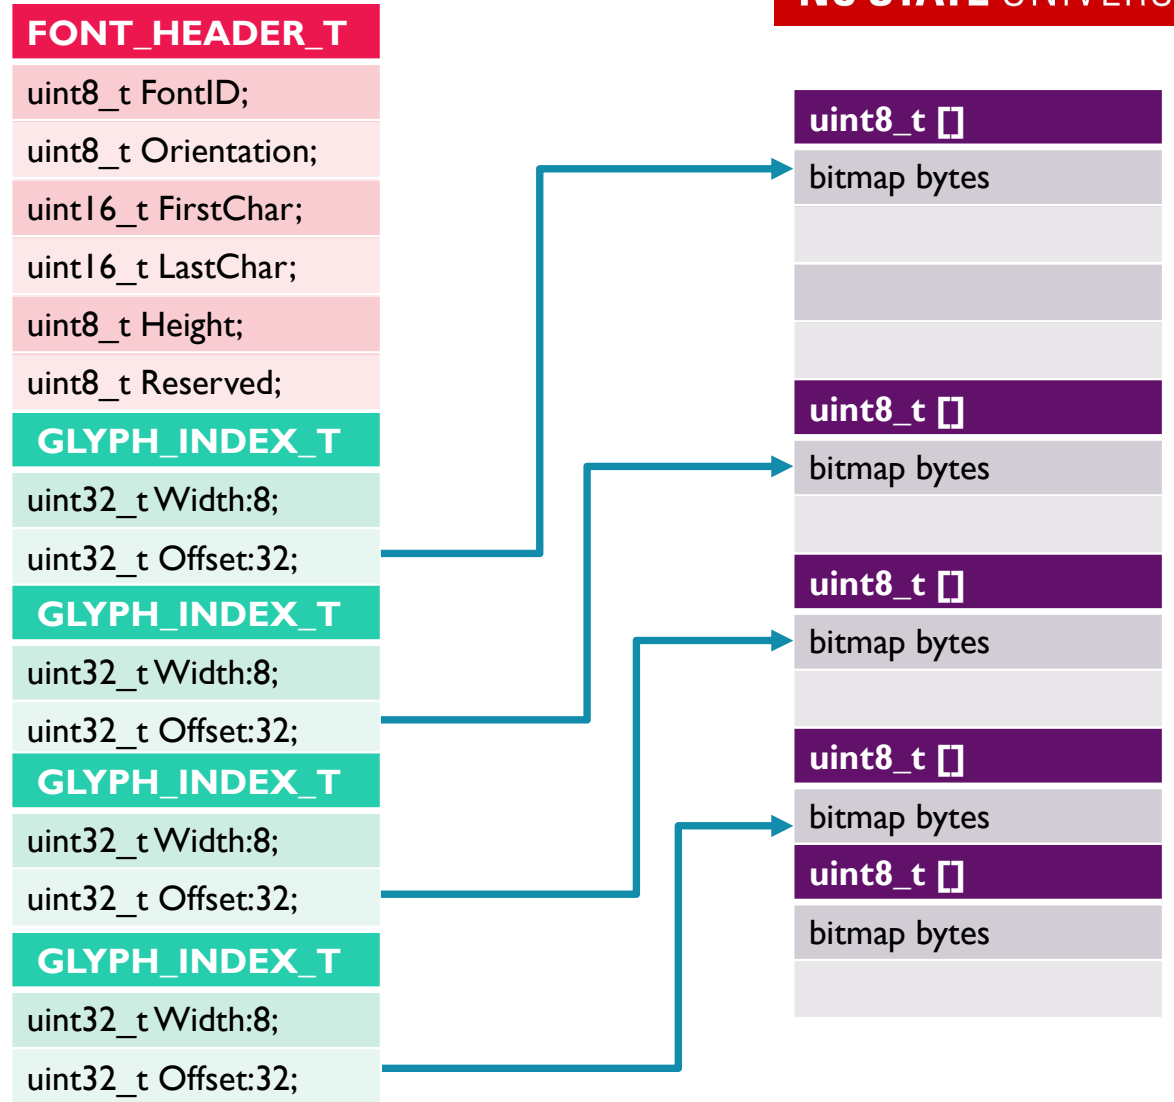 FONT_HEADER_T
uint8_t FontID;
uint8_t Orientation;
uint16_t FirstChar;
uint16_t LastChar;
uint8_t Height;
uint8_t Reserved;
GLYPH_INDEX_T
uint32_t Width:8;
uint32_t Offset:32;
GLYPH_INDEX_T
uint32_t Width:8;
uint32_t Offset:32;
GLYPH_INDEX_T
uint32_t Width:8;
uint32_t Offset:32;
GLYPH_INDEX_T
uint32_t Width:8;
uint32_t Offset:32;
STATE
uint8_t []
bitmap bytes
uint8_t []
bitmap bytes
uint8_t []
bitmap bytes
uint8_t []
bitmap bytes
uint8_t []
bitmap bytes